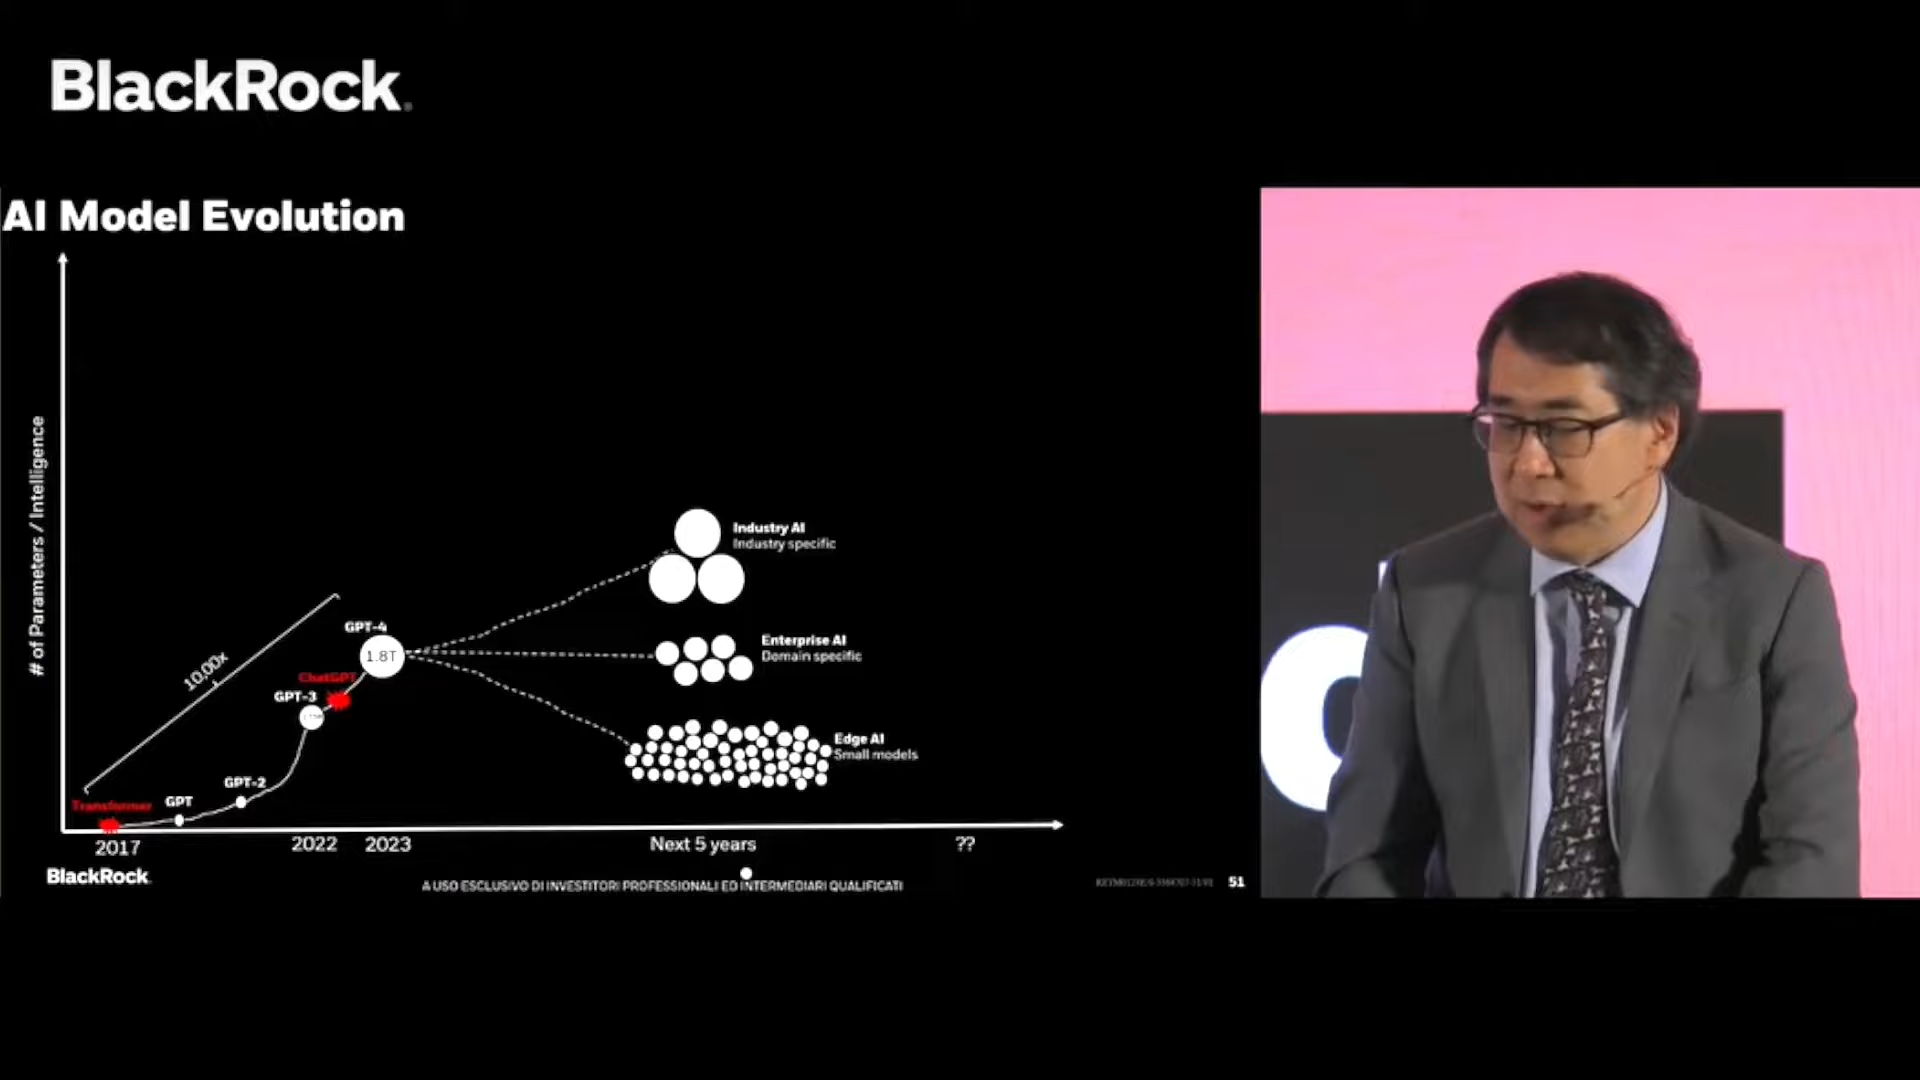 BlackRock.
AI Model Evolution
# of Parameters / Intelligence
Industry AI
Industry specific
GPT-4
1.8T
Enterprise AI
Domain specific
10,00x
ChatGPT
GPT-3
Edge AI
Small models
GPT-2
GPT
Transformer
2017
2022
2023
Next 5 years
??
BlackRock.
A USO ESCLUSIVO DI INVESTITORI PROFESSIONALI ED INTERMEDIARI QUALIFICATI
51